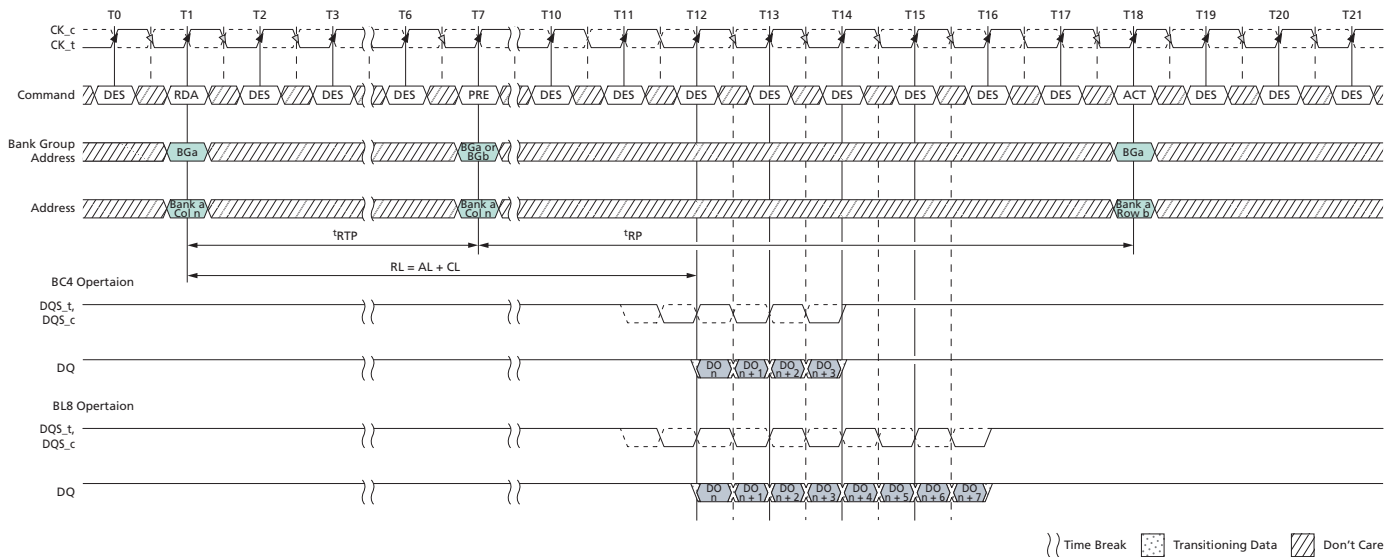 T0 T1 T2 T3 T6 T7 T10 T11 T12 T13 T14 T15 T16 T17 T18 T19 T20 T21
CK_c
CK_t
Command DES RDA DES DES DES PRE DES DES DES DES DES DES DES DES ACT DES DES DES
Bank Group
Address
BGa
BGa or
BGb
BGa
Address
Bank a
Col n
Bank a
Col n
Bank a
Row b
tRTP tRP
RL = AL + CL
BC4 Opertaion
DQS_t,
DQS_c
DQ
DO
n
DO
n + 1
DO
n + 2
DO
n + 3
BL8 Opertaion
DQS_t,
DQS_c
DQ
DO
n
DO
n + 1
DO
n + 2
DO
n + 3
DO
n + 4
DO
n + 5
DO
n + 6
DO
n + 7
Time Break Transitioning Data Don't Care